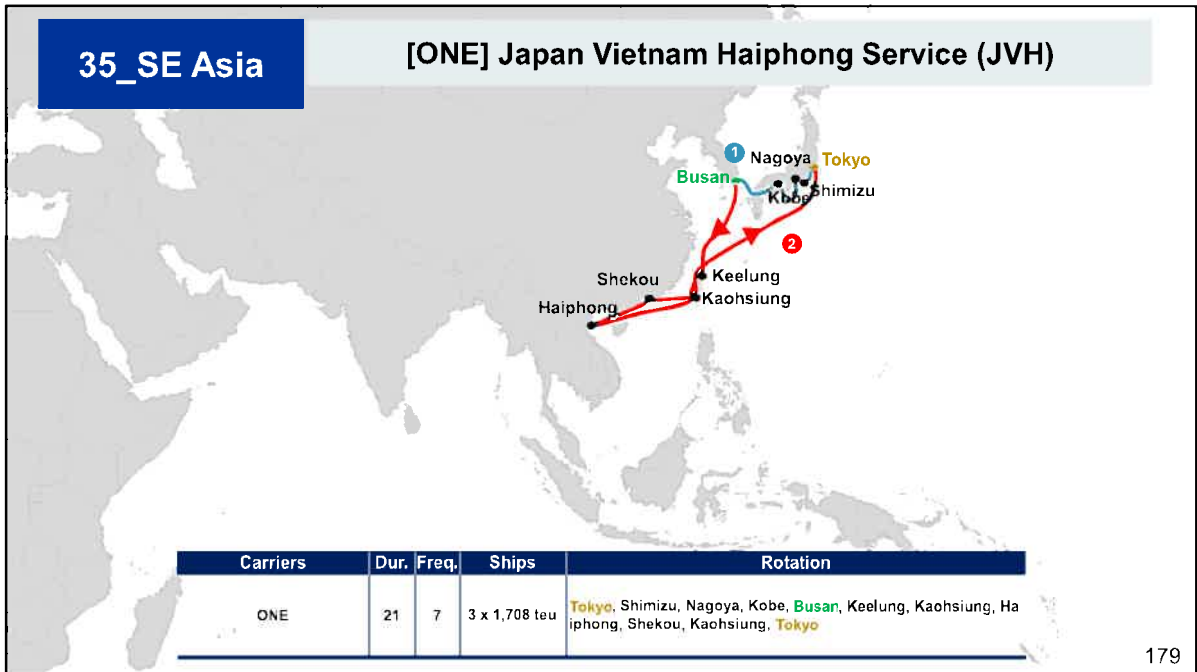 35_SE Asia
[ONE] Japan Vietnam Haiphong Service (JVH)
1
Nagoya
Tokyo
Busan
Kobe
Shimizu
2
Shekou
Keelung
Haiphong
Kaohsiung
Carriers Dur. Freq. Ships Rotation
ONE 21 7 3 x 1,708 teu
Tokyo, Shimizu, Nagoya, Kobe, Busan, Keelung, Kaohsiung, Ha
iphong, Shekou, Kaohsiung, Tokyo
179